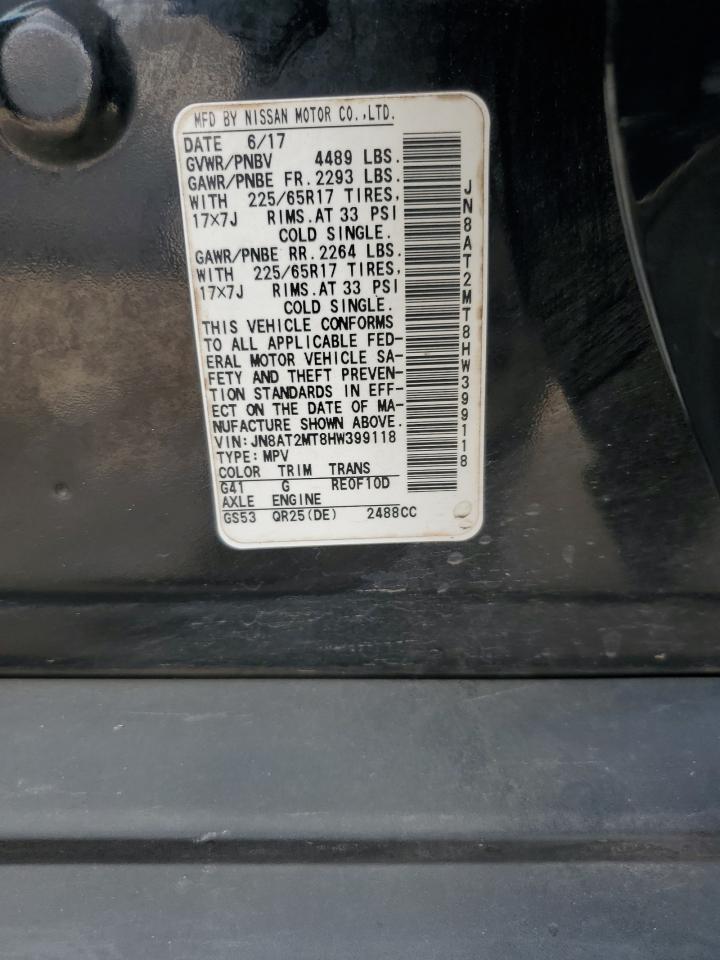 MFD BY NISSAN MOTOR CO.,LTD.
DATE 6/17
GVWR/PNBV 4489 LBS.
GAWR/PNBE FR.2293 LBS.
WITH 225/65R17 TIRES,
17×7J RIMS.AT 33 PSI
COLD SINGLE.
GAWR/PNBE RR.2264 LBS.
WITH 225/65R17 TIRES,
17×7J RIMS.AT 33 PSI
COLD SINGLE.
THIS VEHICLE CONFORMS
TO ALL APPLICABLE FED-
ERAL MOTOR VEHICLE SA-
FETY AND THEFT PREVEN-
TION STANDARDS IN EFF-
ECT ON THE DATE OF MA-
NUFACTURE SHOWN ABOVE.
VIN:JN8AT2MT8HW399118
TYPE:MPV
COLOR TRIM TRANS
G41 G RE0F10D
AXLE ENGINE
GS53 QR25(DE) 2488CC
JN8AT2MT8HW399118